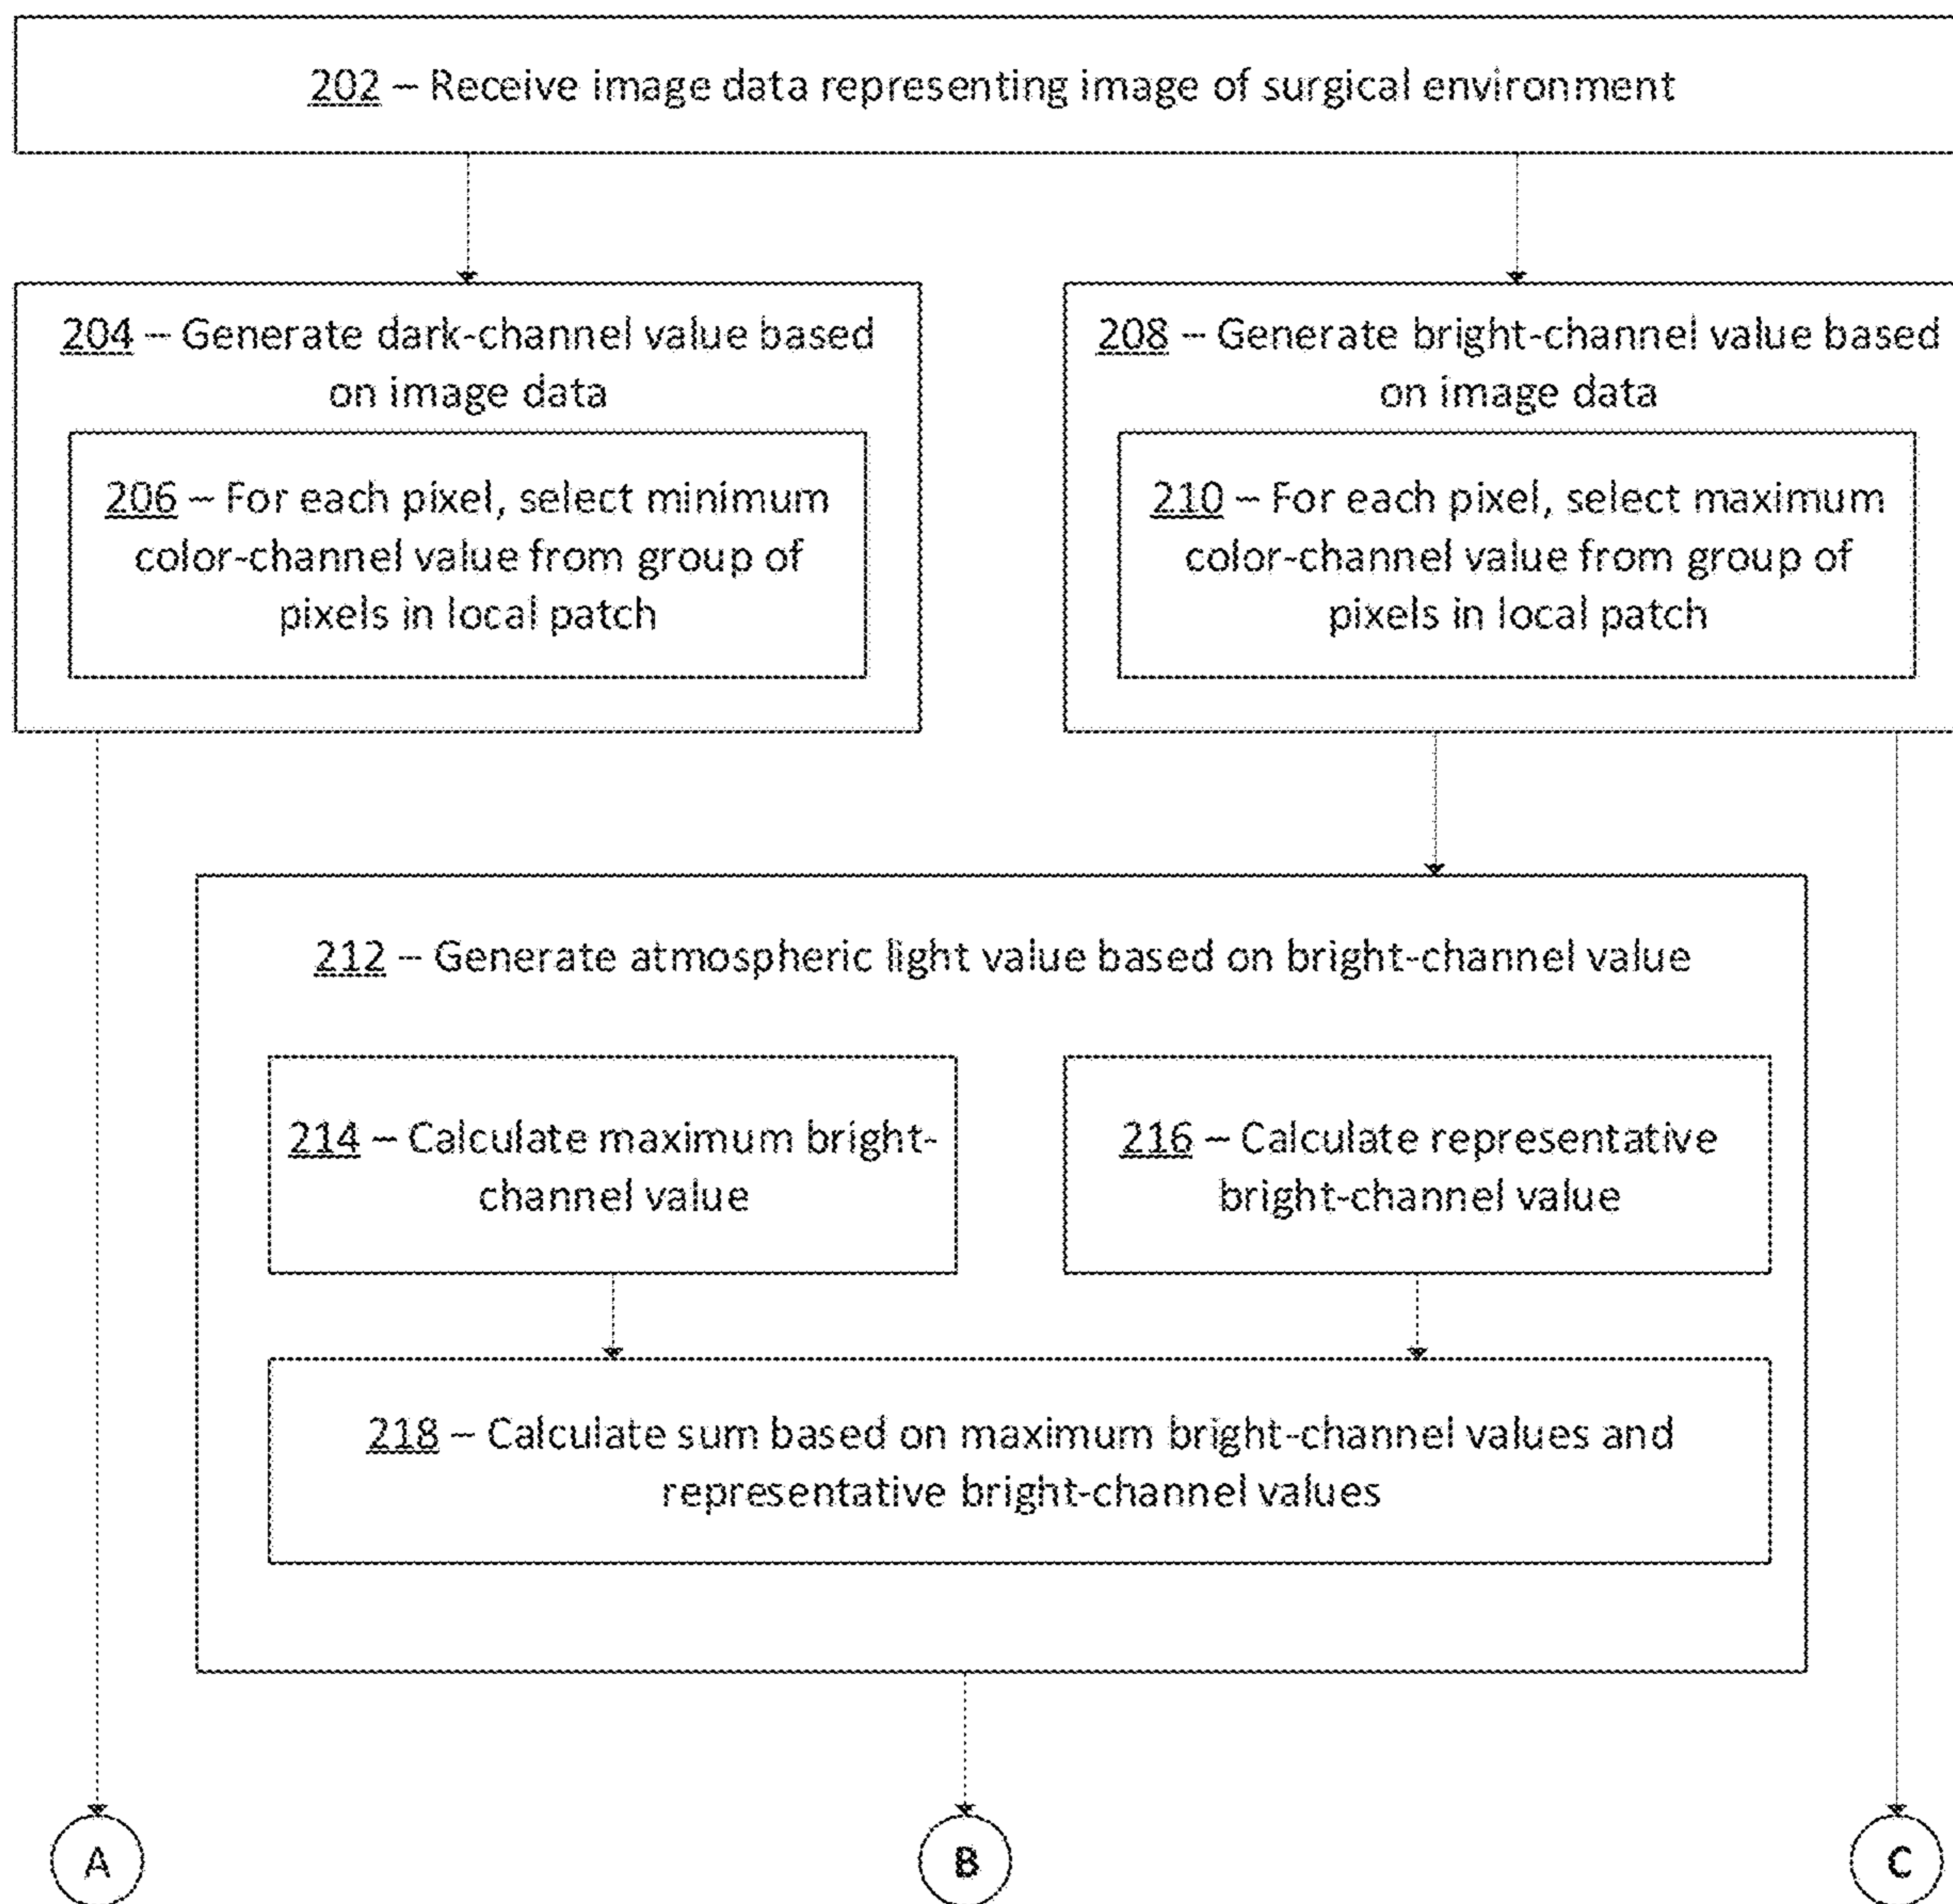 202 – Receive image data representing image of surgical environment
204 – Generate dark-channel value based
on image data
206 – For each pixel, select minimum
color-channel value from group of
pixels in local patch
208 – Generate bright-channel value based
on image data
210 – For each pixel, select maximum
color-channel value from group of
pixels in local patch
212 – Generate atmospheric light value based on bright-channel value
214 – Calculate maximum bright-
channel value
216 – Calculate representative
bright-channel value
218 – Calculate sum based on maximum bright-channel values and
representative bright-channel values
A
B
C